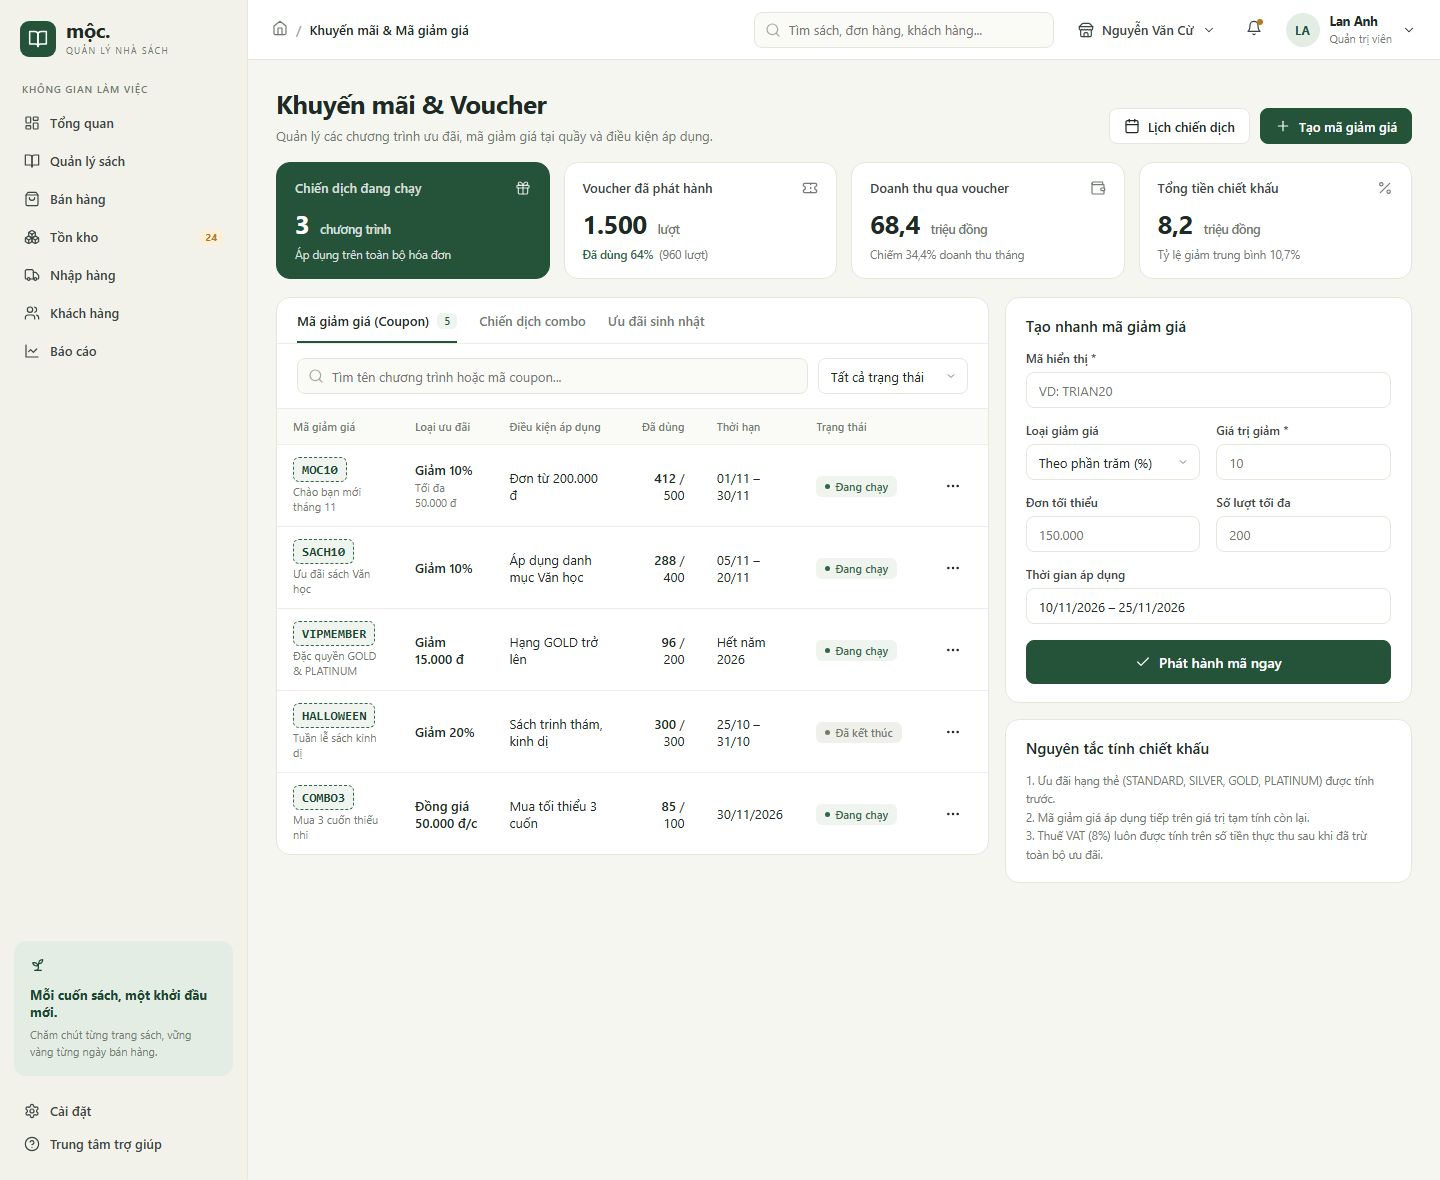 mộc.
QUẢN LÝ NHÀ SÁCH
KHÔNG GIAN LÀM VIỆC
Tổng quan
Quản lý sách
Bán hàng
Tồn kho 24
Nhập hàng
Khách hàng
Báo cáo
Mỗi cuốn sách, một khởi đầu
mới.
Chăm chút từng trang sách, vững
vàng từng ngày bán hàng.
Cài đặt
Trung tâm trợ giúp
/ Khuyến mãi & Mã giảm giá
Tìm sách, đơn hàng, khách hàng...
Nguyễn Văn Cừ
LA
Lan Anh
Quản trị viên
Khuyến mãi & Voucher
Quản lý các chương trình ưu đãi, mã giảm giá tại quầy và điều kiện áp dụng.
Lịch chiến dịch
Tạo mã giảm giá
Chiến dịch đang chạy
3 chương trình
Áp dụng trên toàn bộ hóa đơn
Voucher đã phát hành
1.500 lượt
Đã dùng 64% (960 lượt)
Doanh thu qua voucher
68,4 triệu đồng
Chiếm 34,4% doanh thu tháng
Tổng tiền chiết khấu
8,2 triệu đồng
Tỷ lệ giảm trung bình 10,7%
Mã giảm giá (Coupon) 5
Chiến dịch combo
Ưu đãi sinh nhật
Tìm tên chương trình hoặc mã coupon...
Tất cả trạng thái
Mã giảm giá
Loại ưu đãi
Điều kiện áp dụng
Đã dùng
Thời hạn
Trạng thái
MOC10
Chào bạn mới
tháng 11
Giảm 10%
Tối đa
50.000 đ
Đơn từ 200.000
đ
412 /
500
01/11 –
30/11
Đang chạy
SACH10
Ưu đãi sách Văn
học
Giảm 10%
Áp dụng danh
mục Văn học
288 /
400
05/11 –
20/11
Đang chạy
VIPMEMBER
Đặc quyền GOLD
& PLATINUM
Giảm
15.000 đ
Hạng GOLD trở
lên
96 /
200
Hết năm
2026
Đang chạy
HALLOWEEN
Tuần lễ sách kinh
dị
Giảm 20%
Sách trinh thám,
kinh dị
300 /
300
25/10 –
31/10
Đã kết thúc
COMBO3
Mua 3 cuốn thiếu
nhi
Đồng giá
50.000 đ/c
Mua tối thiểu 3
cuốn
85 /
100
30/11/2026
Đang chạy
Tạo nhanh mã giảm giá
Mã hiển thị *
VD: TRIAN20
Loại giảm giá
Theo phần trăm (%)
Giá trị giảm *
10
Đơn tối thiểu
150.000
Số lượt tối đa
200
Thời gian áp dụng
10/11/2026 – 25/11/2026
Phát hành mã ngay
Nguyên tắc tính chiết khấu
1. Ưu đãi hạng thẻ (STANDARD, SILVER, GOLD, PLATINUM) được tính
trước.
2. Mã giảm giá áp dụng tiếp trên giá trị tạm tính còn lại.
3. Thuế VAT (8%) luôn được tính trên số tiền thực thu sau khi đã trừ
toàn bộ ưu đãi.